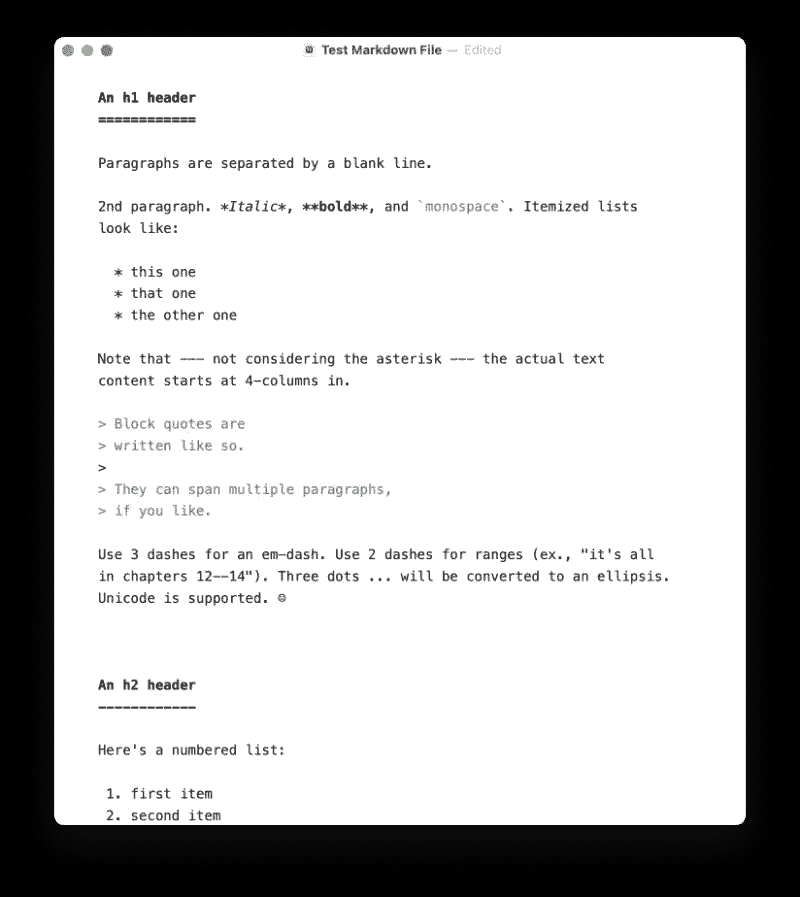 Test Markdown File — Edited
An h1 header
============
Paragraphs are separated by a blank line.
2nd paragraph. *Italic*, **bold**, and `monospace`. Itemized lists
look like:
* this one
* that one
* the other one
Note that --- not considering the asterisk --- the actual text
content starts at 4-columns in.
> Block quotes are
> written like so.
>
> They can span multiple paragraphs,
> if you like.
Use 3 dashes for an em-dash. Use 2 dashes for ranges (ex., "it's all
in chapters 12--14"). Three dots ... will be converted to an ellipsis.
Unicode is supported. ☺
An h2 header
------------
Here's a numbered list:
1. first item
2. second item